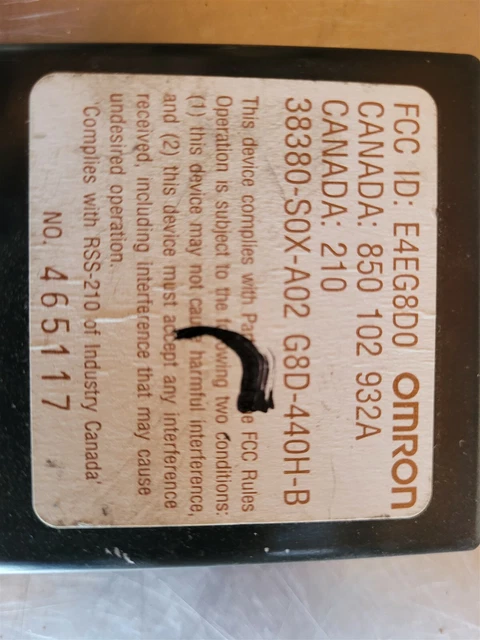 FCC ID: E4EG8D0 OMRON
CANADA: 850 102 932A
CANADA: 210
38380-S0X-A02 G8D-440H-B
This device complies with FCC Rules
Operation is subject to the two conditions:
(1) this device may not harmful interference,
and (2) this device must accept any interference
received, including interference that may cause
undesired operation.
'Complies with RSS-210 of Industry Canada'
NO. 465117